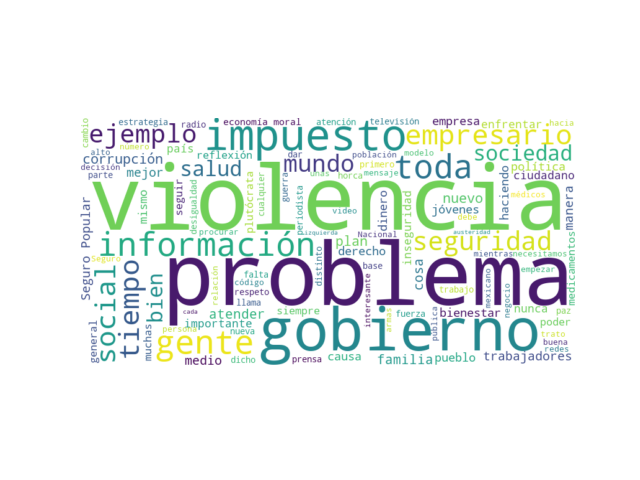 cambio
estrategia
radio
economía moral
atención
televisión
empresa
enfrentar
hacia
ejemplo
número
impuesto
empresario
alto
decisión
parte
corrupción
mejor
país
reflexión
salud
dar
mundo
población
primero
modelo
toda
sociedad
política
ciudadano
violencia
mismo
seguir
desigualdad
plutócrata
cualquier
guerra
unas
horca
mensaje
periodista
video
izquierda
dinero
nuevo
jóvenes
debe
médicos
haciendo
manera
Seguro Popular
procurar
Nacional
inseguridad
austeridad
información
distinto
plan
derecho
seguridad
mientras
necesitamos
medicamentos
Seguro
social
tiempo
bien
relación
falta
código
respeto
llama
problema
base
interesante
cosa
trabajo
mexicano
negocio
empezar
cada
muchas
atender
importante
siempre
nueva
gobierno
areas
fuerza
bienestar
pública
nunca
poder
paz
trato
general
persona
gente
medio
dicho
prensa
causa
familia
pueblo
trabajadores
buena
redes